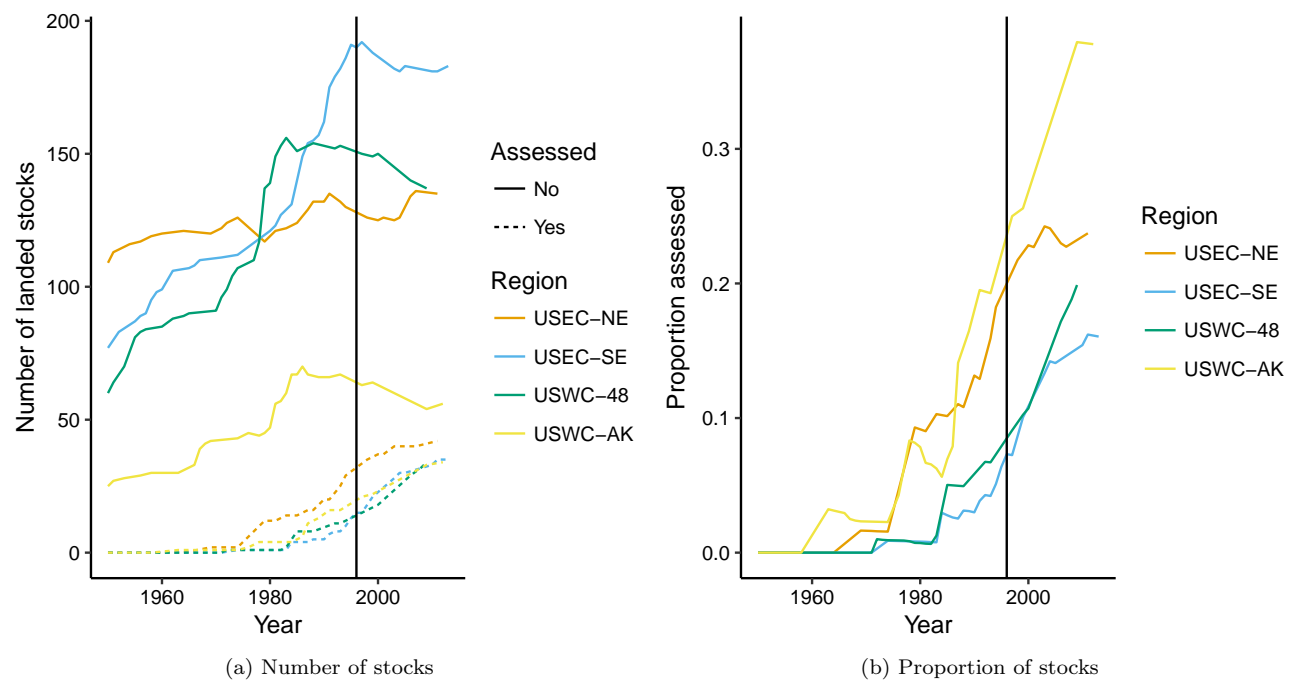 200
150
100
50
0
Number of landed stocks
1960
1980
2000
Year
Assessed
No
Yes
Region
USEC−NE
USEC−SE
USWC−48
USWC−AK
(a) Number of stocks
0.3
0.2
0.1
0.0
Proportion assessed
1960
1980
2000
Year
Region
USEC−NE
USEC−SE
USWC−48
USWC−AK
(b) Proportion of stocks